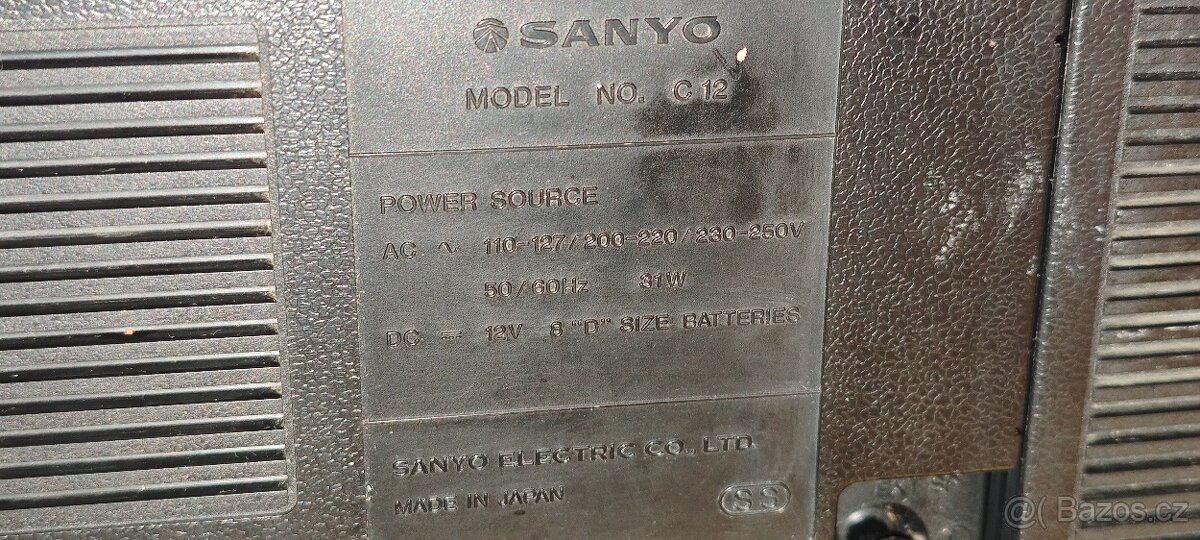 SANYO
MODEL NO. C 12
POWER SOURCE
AC ∿ 110-127/200-220/230-250V
50/60Hz 31W
DC ⎓ 12V 8 "D" SIZE BATTERIES
SANYO ELECTRIC CO., LTD.
MADE IN JAPAN
SS
Bazos.cz